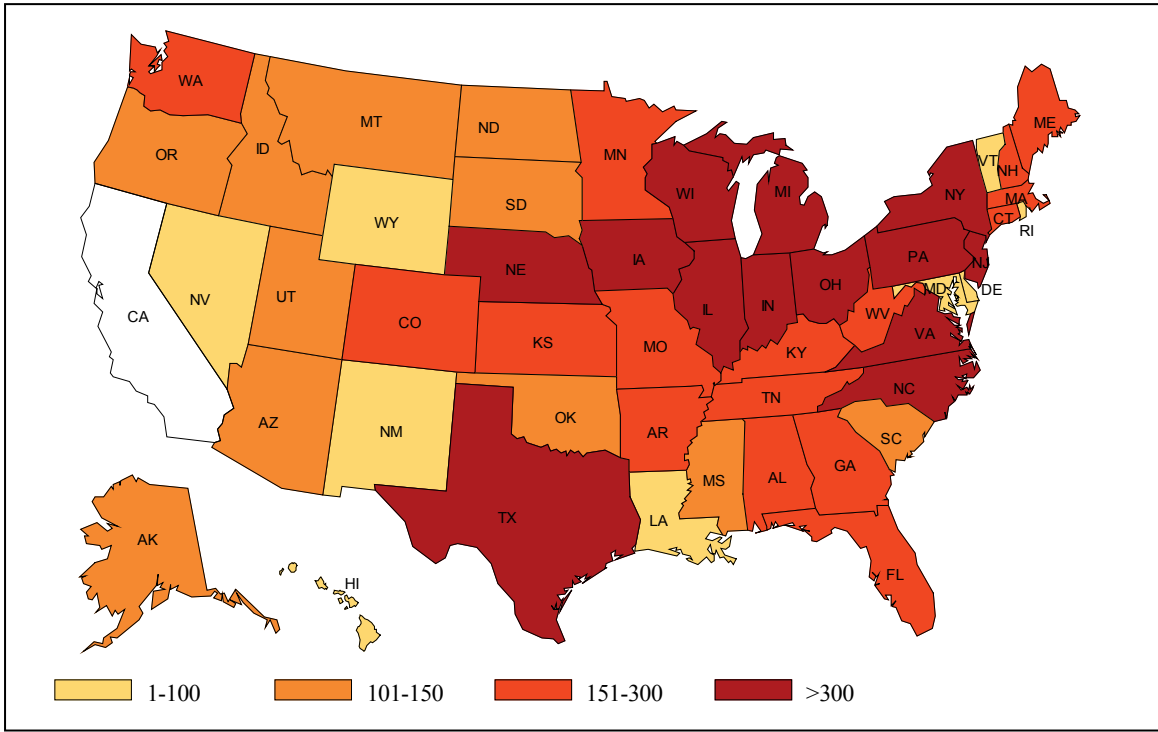 WA
MT
ND
ME
OR
ID
MN
VT
NH
WI
MI
NY
MA
SD
CT
WY
RI
PA
IA
NE
NJ
OH
NV
UT
MD
DE
IL
IN
CA
CO
WV
VA
KS
MO
KY
NC
TN
AZ
NM
OK
AR
SC
GA
MS
AL
TX
LA
AK
FL
HI
1-100
101-150
151-300
>300